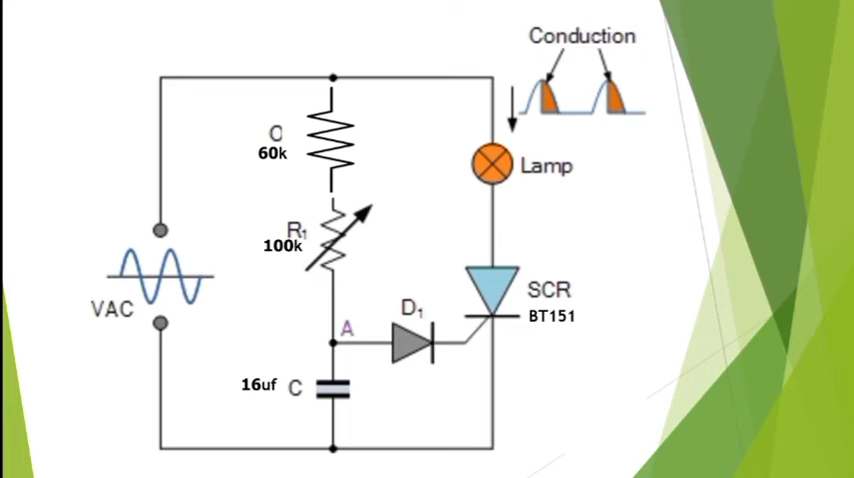 Conduction
O
60k
Lamp
R₁
100k
SCR
BT151
VAC
D₁
A
16uf C